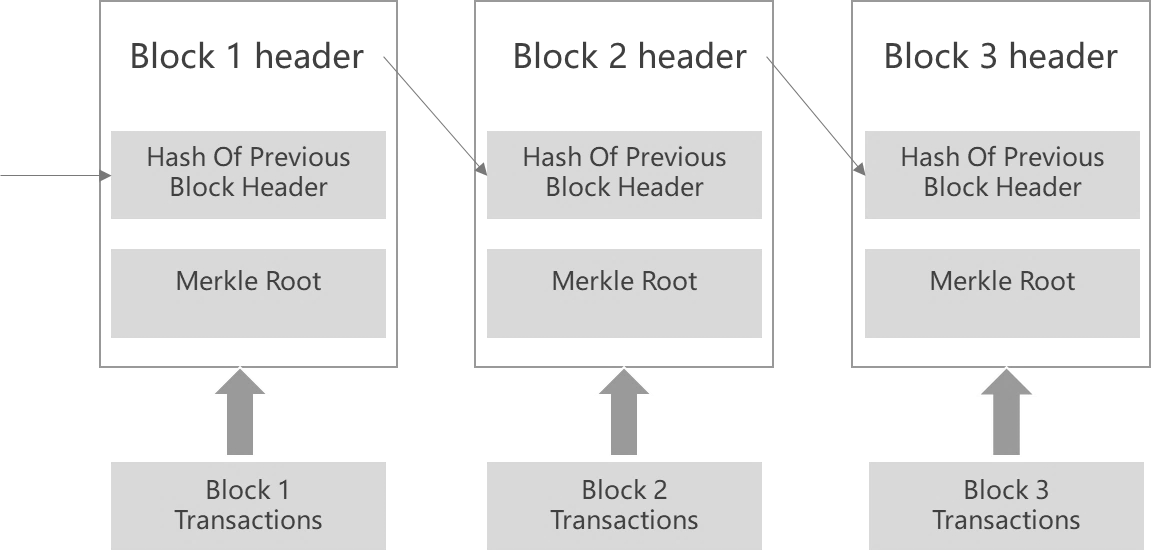 Block 1 header
Hash Of Previous
Block Header
Merkle Root
Block 1
Transactions
Block 2 header
Hash Of Previous
Block Header
Merkle Root
Block 2
Transactions
Block 3 header
Hash Of Previous
Block Header
Merkle Root
Block 3
Transactions